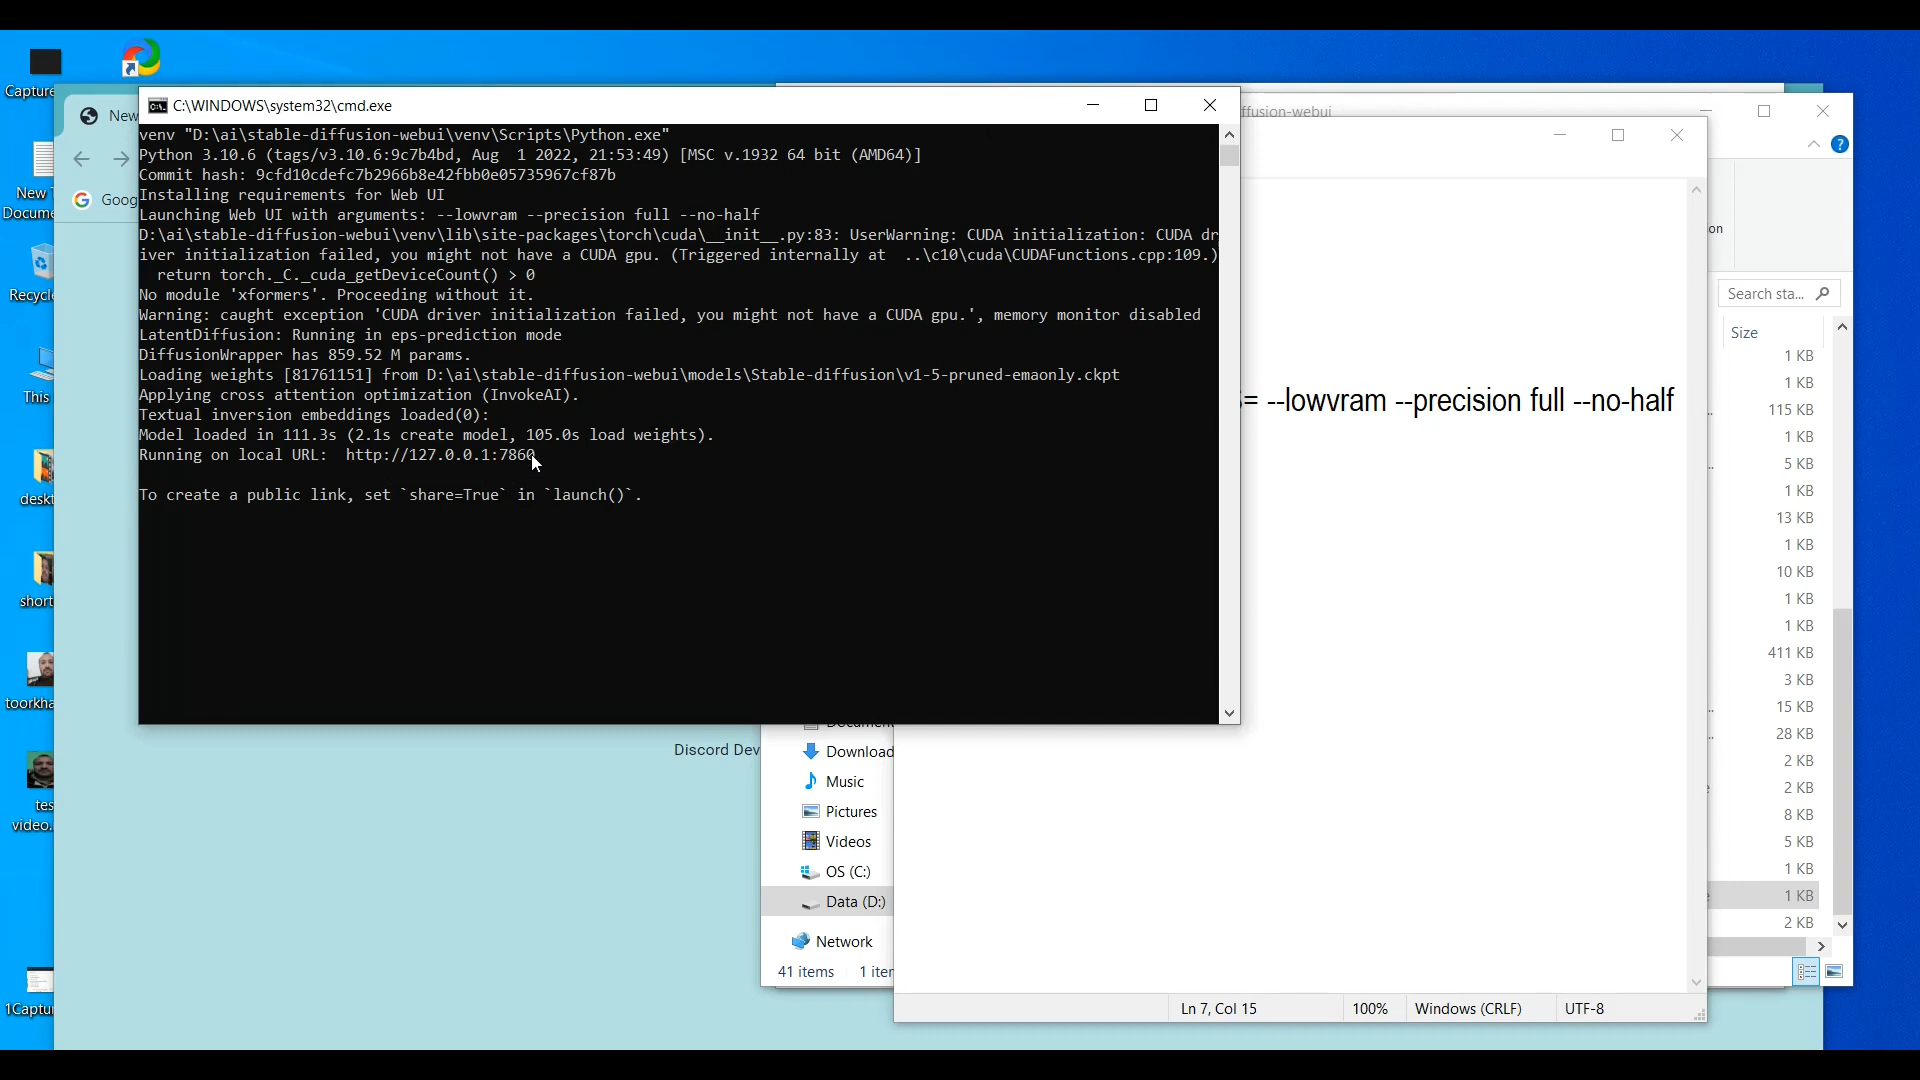 Capture
New
C:\WINDOWS\system32\cmd.exe
venv "D:\ai\stable-diffusion-webui\venv\Scripts\Python.exe"
Python 3.10.6 (tags/v3.10.6:9c7b4bd, Aug  1 2022, 21:53:49) [MSC v.1932 64 bit (AMD64)]
Commit hash: 9cfd10cdefc7b2966b8e42fbb0e05735967cf87b
Installing requirements for Web UI
Launching Web UI with arguments: --lowvram --precision full --no-half
D:\ai\stable-diffusion-webui\venv\lib\site-packages\torch\cuda\__init__.py:83: UserWarning: CUDA initialization: CUDA dr
iver initialization failed, you might not have a CUDA gpu. (Triggered internally at  ..\c10\cuda\CUDAFunctions.cpp:109.)
  return torch._C._cuda_getDeviceCount() > 0
No module 'xformers'. Proceeding without it.
Warning: caught exception 'CUDA driver initialization failed, you might not have a CUDA gpu.', memory monitor disabled
LatentDiffusion: Running in eps-prediction mode
DiffusionWrapper has 859.52 M params.
Loading weights [81761151] from D:\ai\stable-diffusion-webui\models\Stable-diffusion\v1-5-pruned-emaonly.ckpt
Applying cross attention optimization (InvokeAI).
Textual inversion embeddings loaded(0):
Model loaded in 111.3s (2.1s create model, 105.0s load weights).
Running on local URL:  http://127.0.0.1:7860
To create a public link, set `share=True` in `launch()`.
ffusion-webui
on
Search sta...
Size
1 KB
= --lowvram --precision full --no-half
115 KB
5 KB
1 KB
13 KB
1 KB
10 KB
1 KB
1 KB
411 KB
3 KB
15 KB
28 KB
2 KB
2 KB
8 KB
5 KB
1 KB
1 KB
2 KB
Goog
New
Docume
Recycle
This
deskt
short
toorkha
tes
video.
1Captur
Discord Dev
Download
Music
Pictures
Videos
OS (C:)
Data (D:)
Network
41 items
1 iter
Ln 7, Col 15
100%
Windows (CRLF)
UTF-8